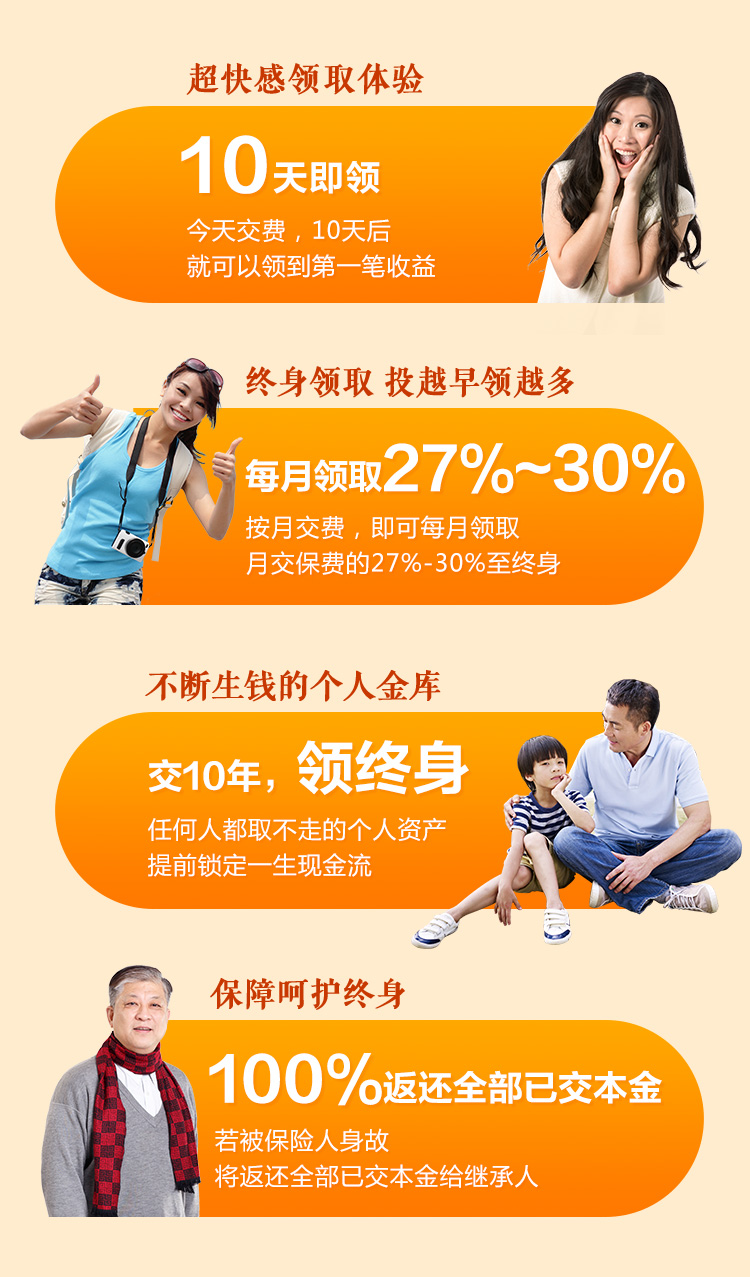 超快感领取体验
10天即领
今天交费，10天后
就可以领到第一笔收益
终身领取 投越早领越多
每月领取27%~30%
按月交费，即可每月领取
月交保费的27%-30%至终身
不断生钱的个人金库
交10年，领终身
任何人都取不走的个人资产
提前锁定一生现金流
保障呵护终身
100%返还全部已交本金
若被保险人身故
将返还全部已交本金给继承人